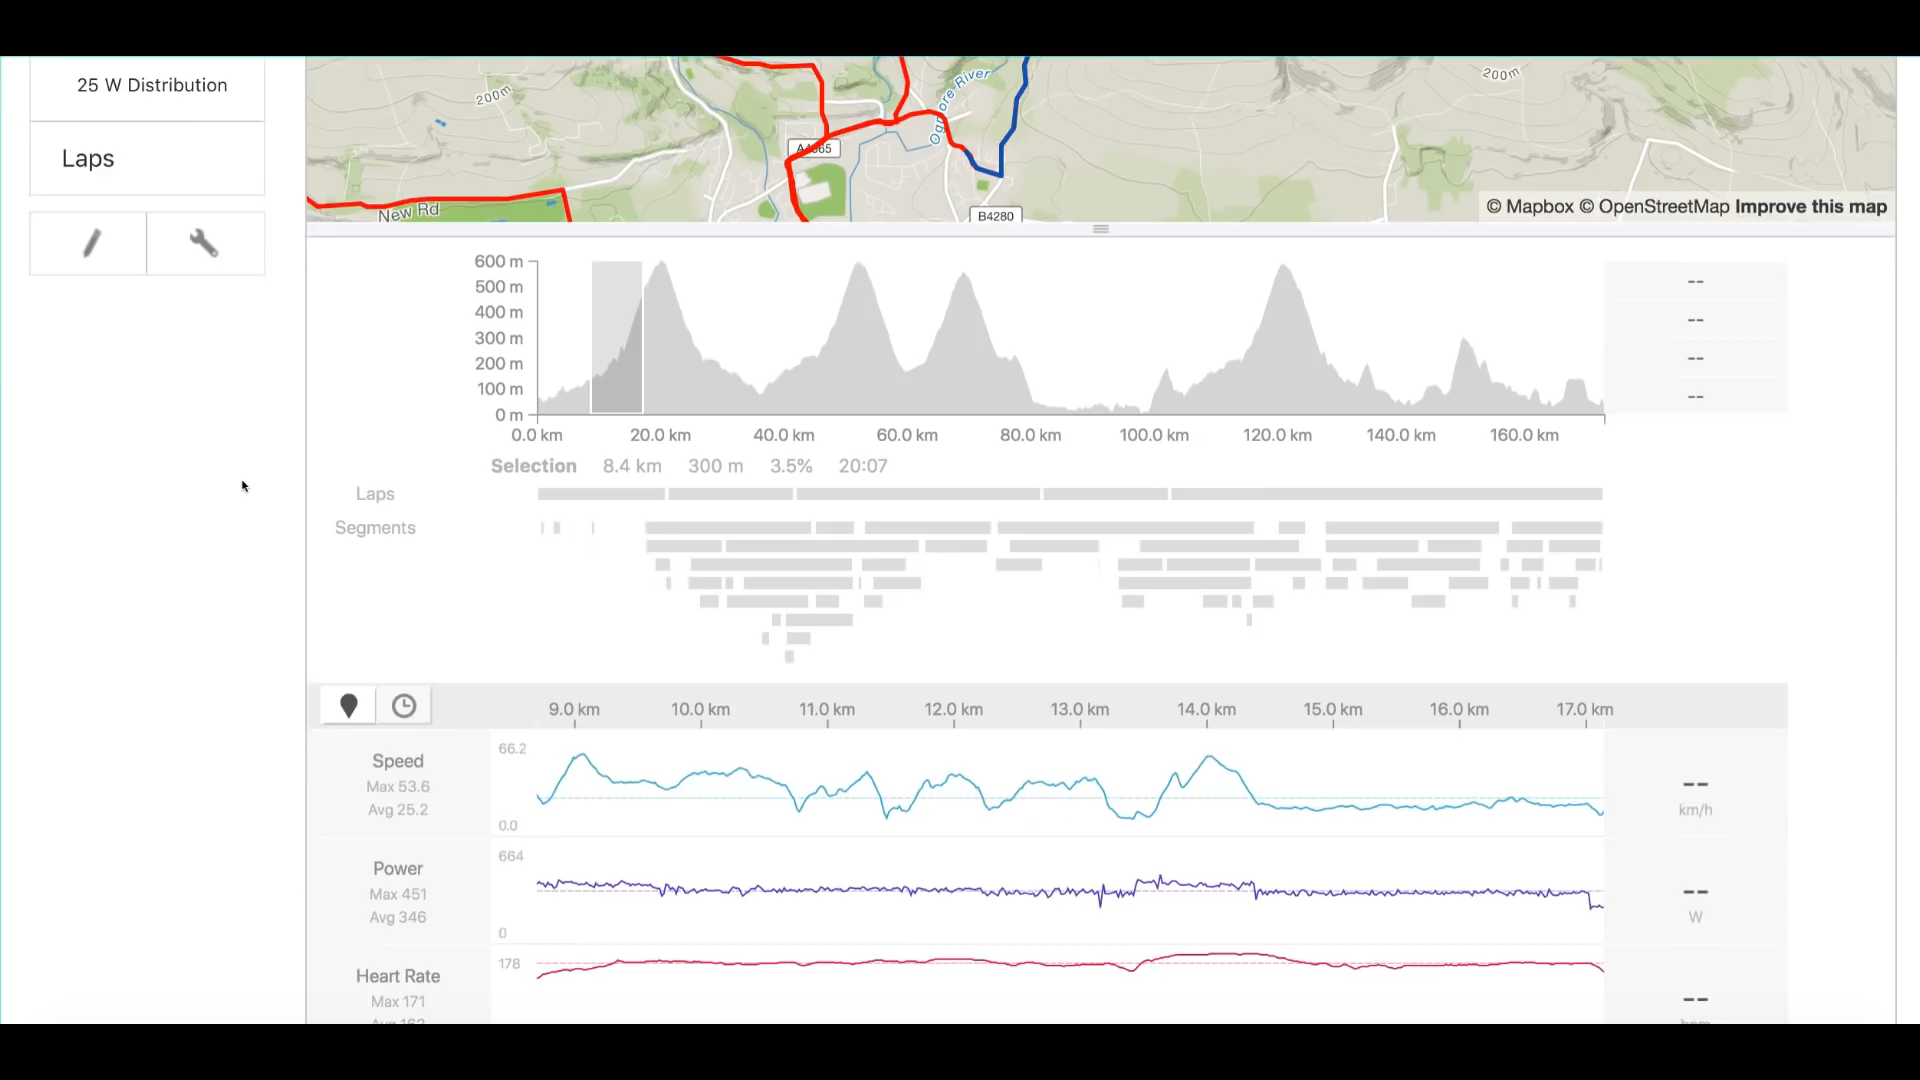 25 W Distribution
Laps
200m
Ogmore River
200m
A4065
New Rd
B4280
© Mapbox © OpenStreetMap Improve this map
600 m
500 m
400 m
300 m
200 m
100 m
0 m
--
--
--
--
0.0 km 20.0 km 40.0 km 60.0 km 80.0 km 100.0 km 120.0 km 140.0 km 160.0 km
Selection 8.4 km 300 m 3.5% 20:07
Laps
Segments
9.0 km 10.0 km 11.0 km 12.0 km 13.0 km 14.0 km 15.0 km 16.0 km 17.0 km
Speed
Max 53.6
Avg 25.2
66.2
0.0
--
km/h
Power
Max 451
Avg 346
664
0
--
W
Heart Rate
Max 171
Avg 162
178
--
bpm